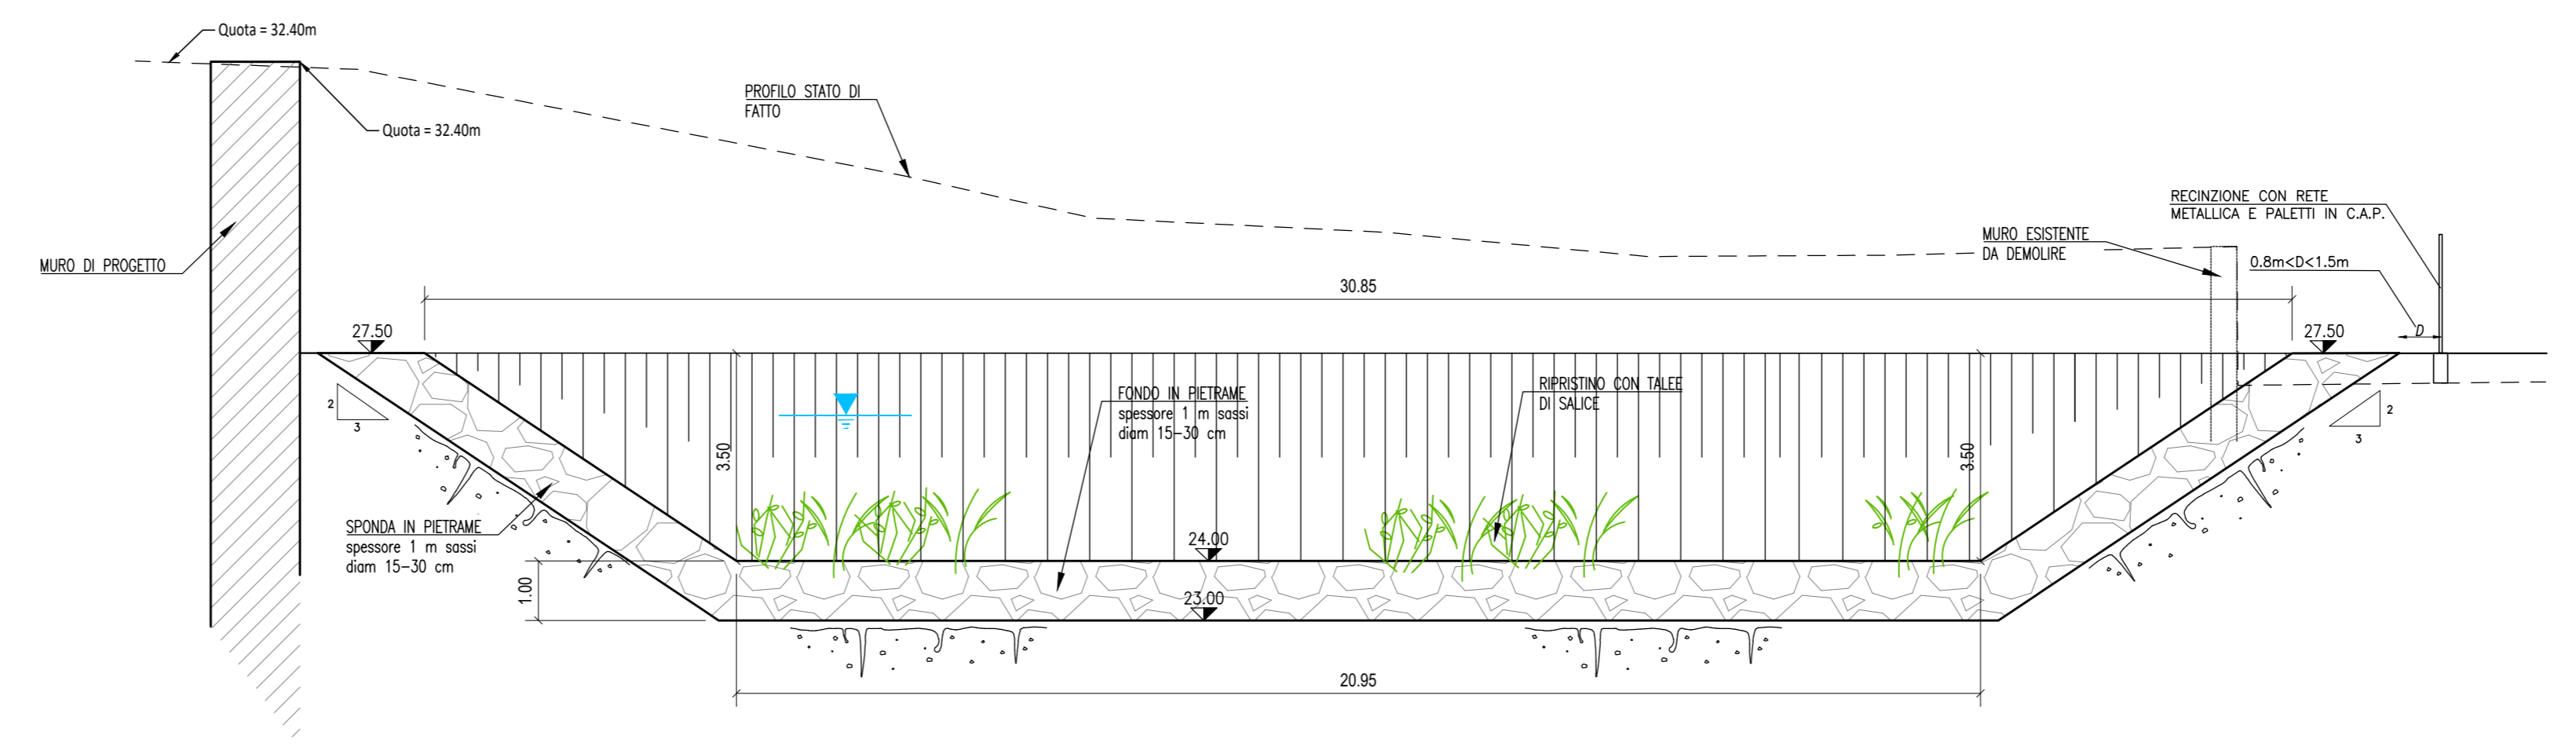 Quota = 32.40m
Quota = 32.40m
PROFILO STATO DI
FATTO
RECINZIONE CON RETE
METALLICA E PALETTI IN C.A.P.
MURO ESISTENTE
DA DEMOLIRE
0.8m<D<1.5m
MURO DI PROGETTO
30.85
27.50
27.50
D
2
3
2
3
FONDO IN PIETRAME
spessore 1 m sassi
diam 15-30 cm
RIPRISTINO CON TALEE
DI SALICE
3.50
3.50
SPONDA IN PIETRAME
spessore 1 m sassi
diam 15-30 cm
24.00
1.00
23.00
20.95